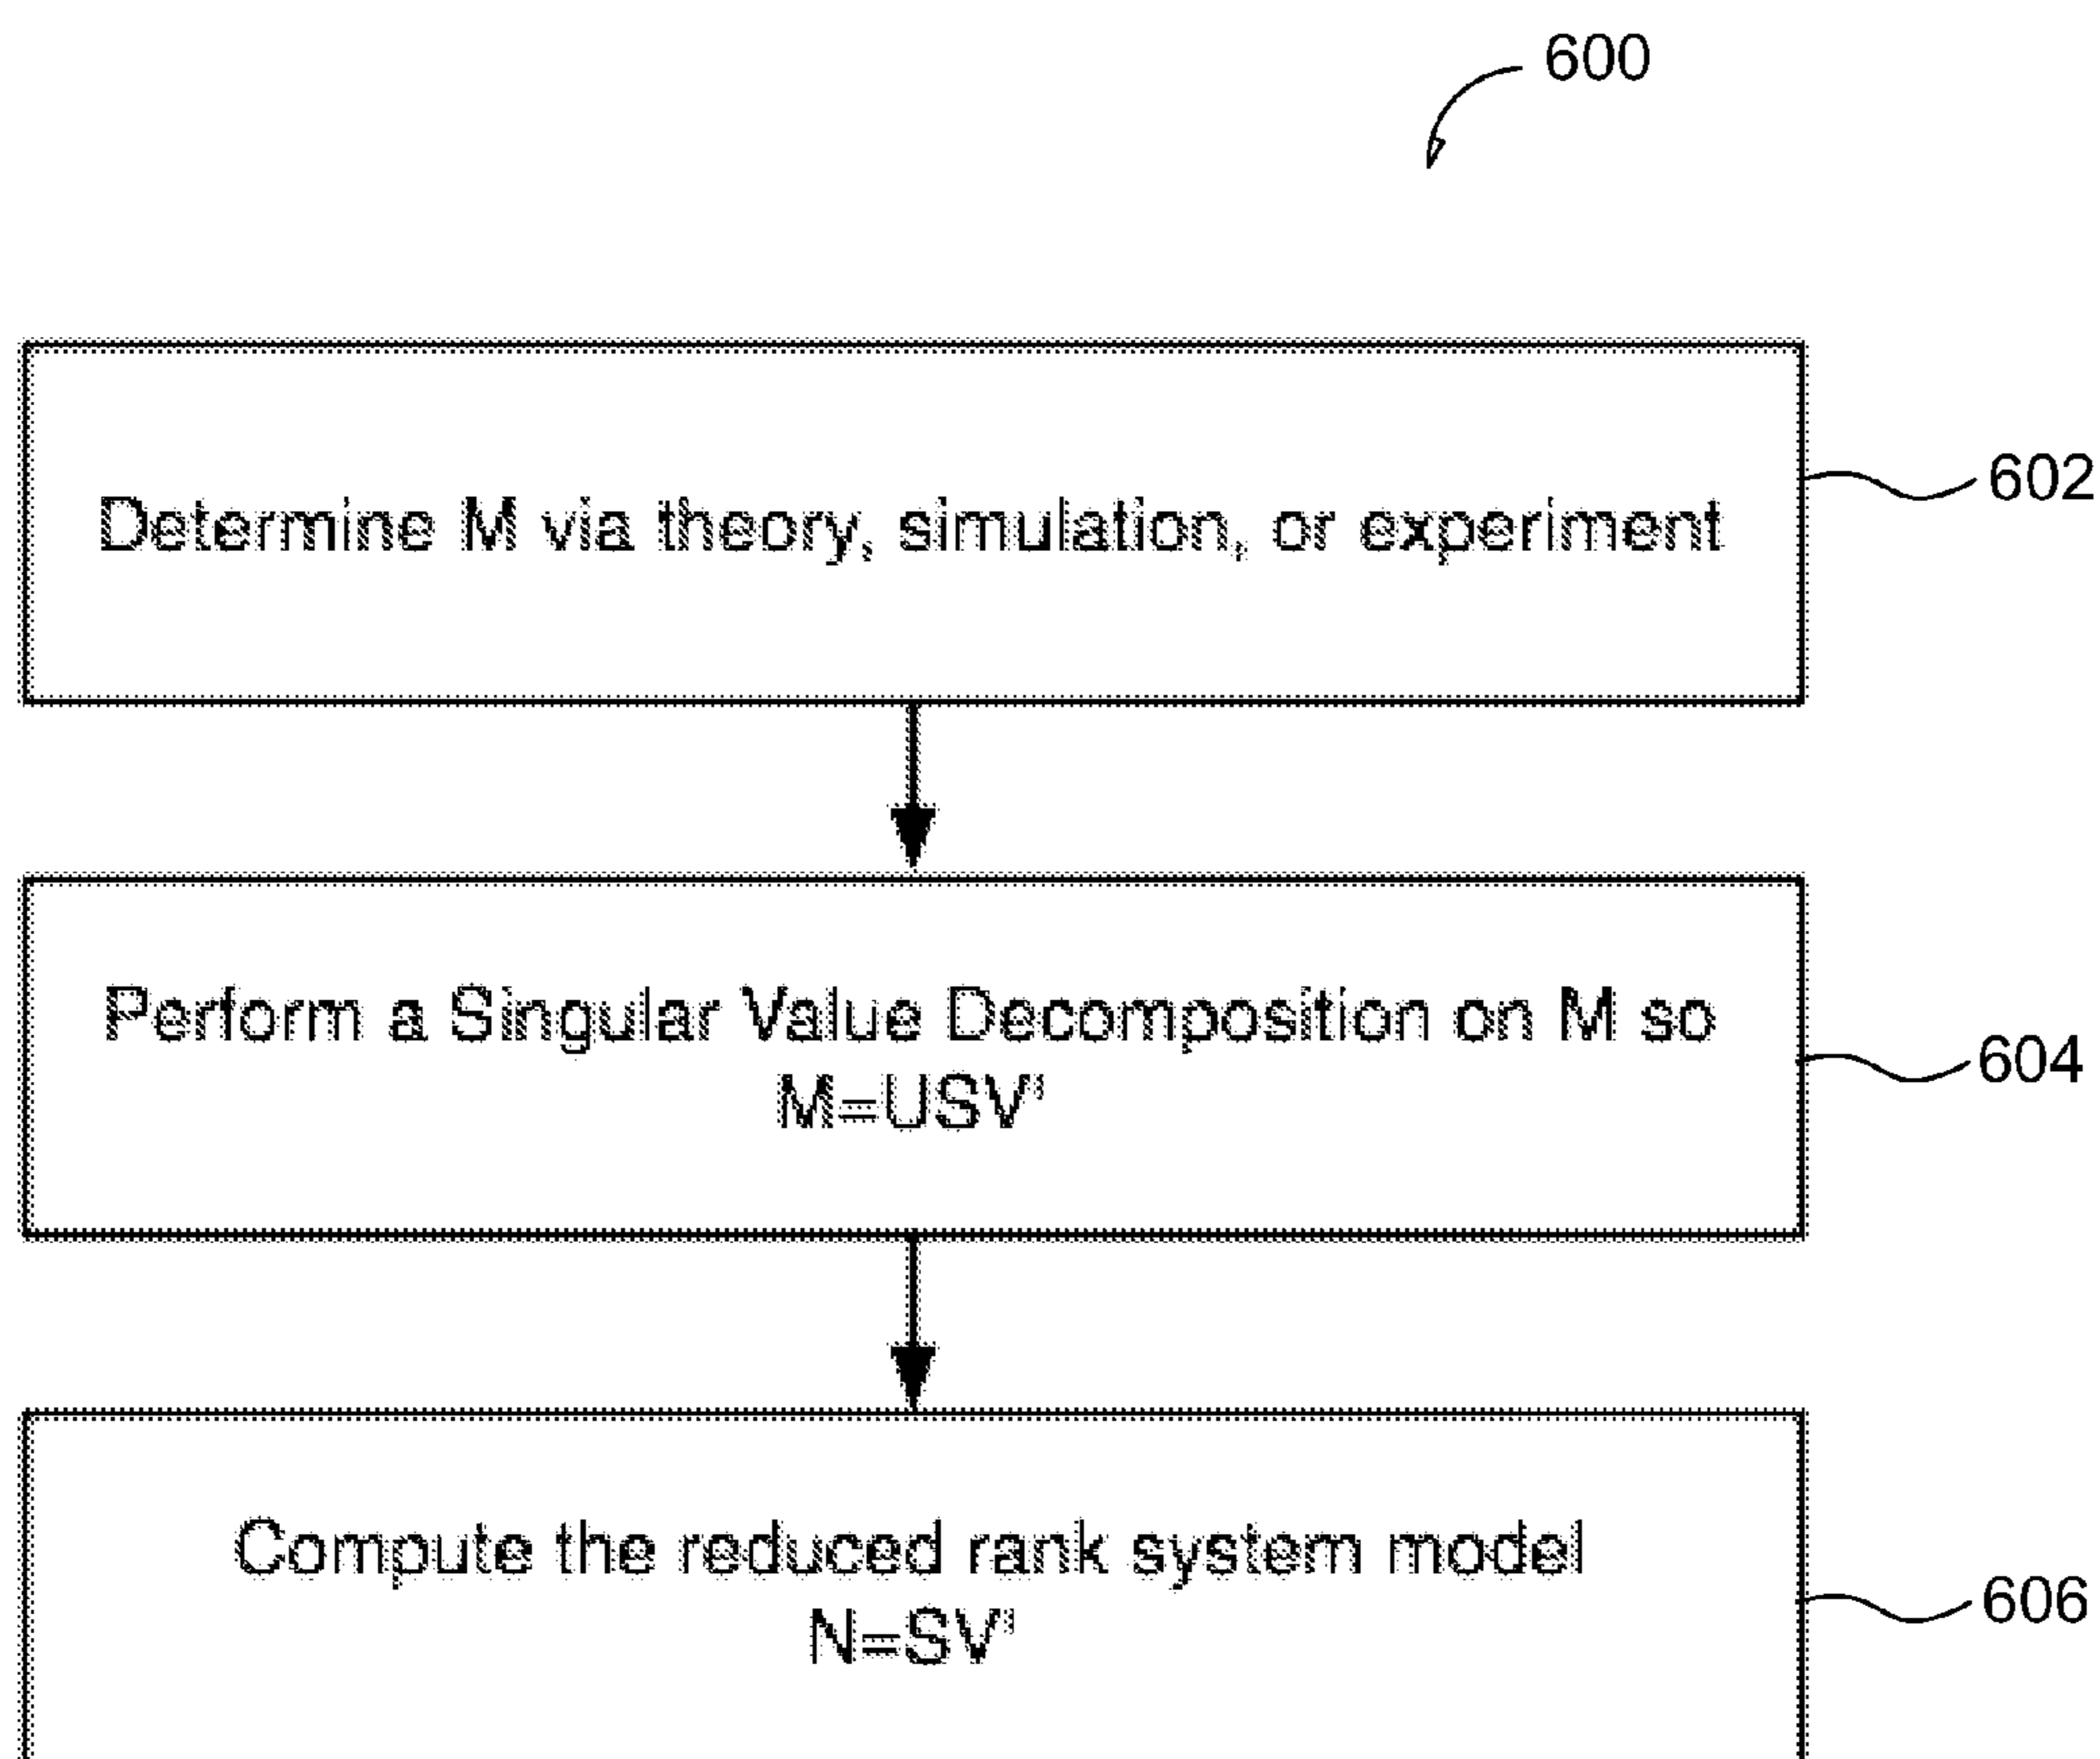 600
Determine M via theory, simulation, or experiment
602
Perform a Singular Value Decomposition on M so
M=USV'
604
Compute the reduced rank system model
N=SV'
606